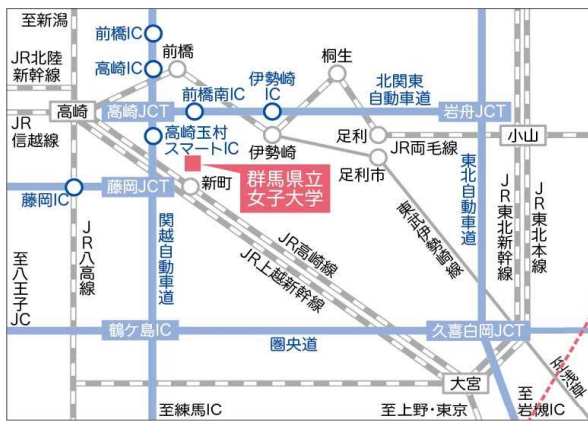 至新潟
前橋IC
桐生
JR北陸
新幹線
高崎IC
前橋
伊勢崎
IC
北関東
自動車道
前橋南IC
高崎
高崎JCT
岩舟JCT
JR
信越線
高崎玉村
スマートIC
伊勢崎
足利
JR両毛線
小山
足利市
群馬県立
女子大学
藤岡JCT
新町
藤岡IC
東北自動車道
JR東北新幹線
JR東北本線
東武伊勢崎線
JR八高線
関越自動車道
JR高崎線
JR上越新幹線
至八王子
JC
鶴ケ島IC
久喜白岡JCT
圏央道
至浅草
大宮
至練馬IC
至上野・東京
至
岩槻IC